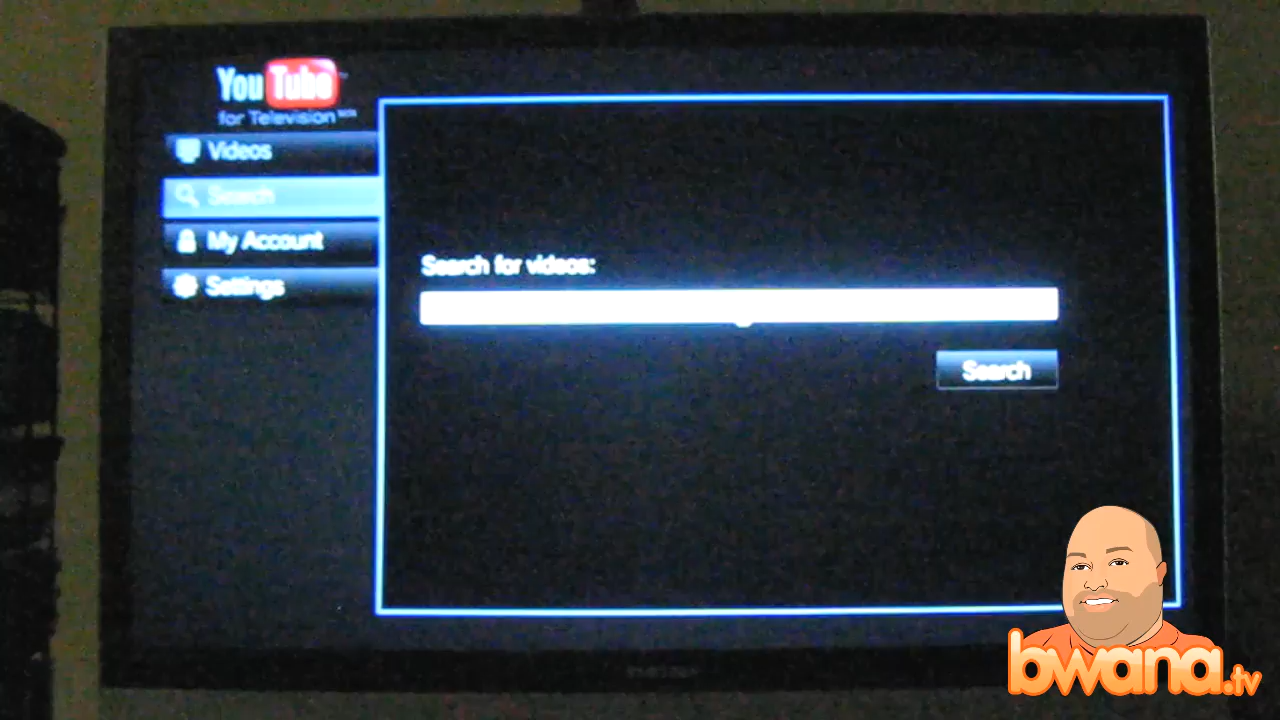 YouTube
for Television
Videos
Search
My Account
Settings
Search for videos:
Search
bwana.tv